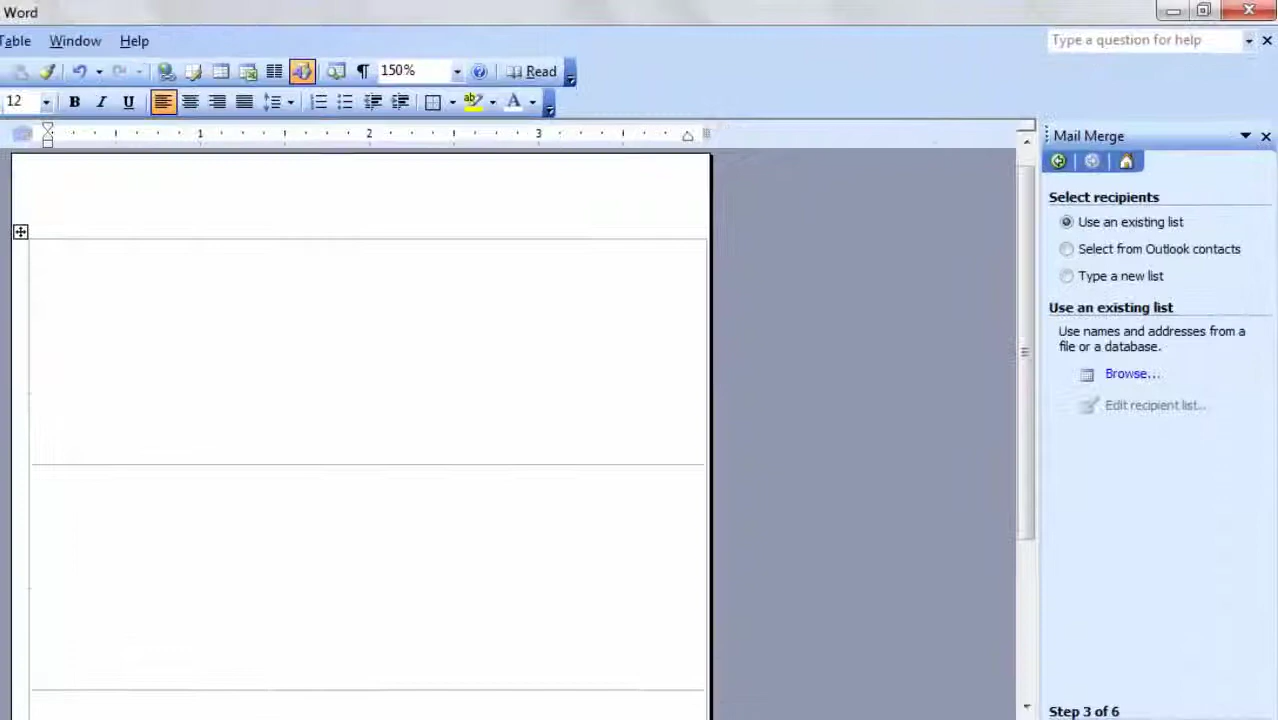 Word
Table Window Help
Type a question for help
150% Read
12 B I U ab A
1 2 3
Mail Merge
Select recipients
Use an existing list
Select from Outlook contacts
Type a new list
Use an existing list
Use names and addresses from a
file or a database.
Browse...
Edit recipient list...
Step 3 of 6